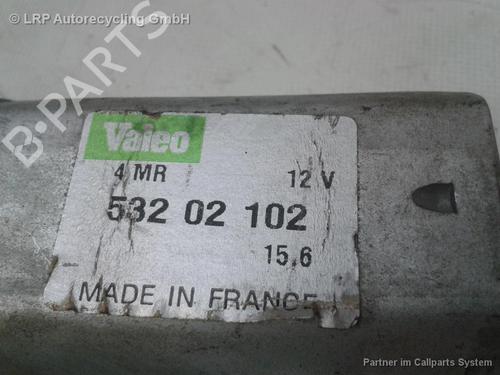 © LRP Autorecycling GmbH
B-PARTS
Valeo
4 MR 12 V
532 02 102
15.6
MADE IN FRANCE
Partner im Callparts System